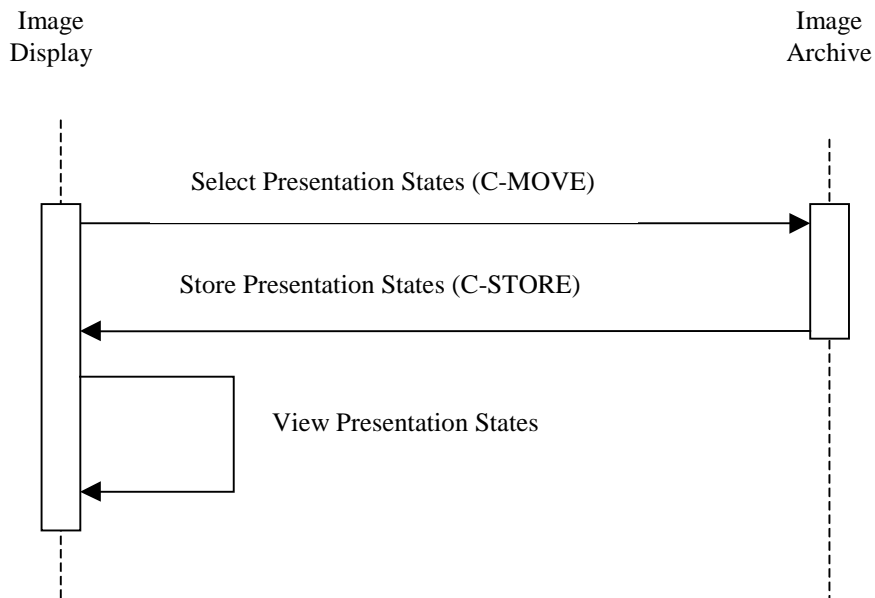 Image
Display
Image
Archive
Select Presentation States (C-MOVE)
Store Presentation States (C-STORE)
View Presentation States